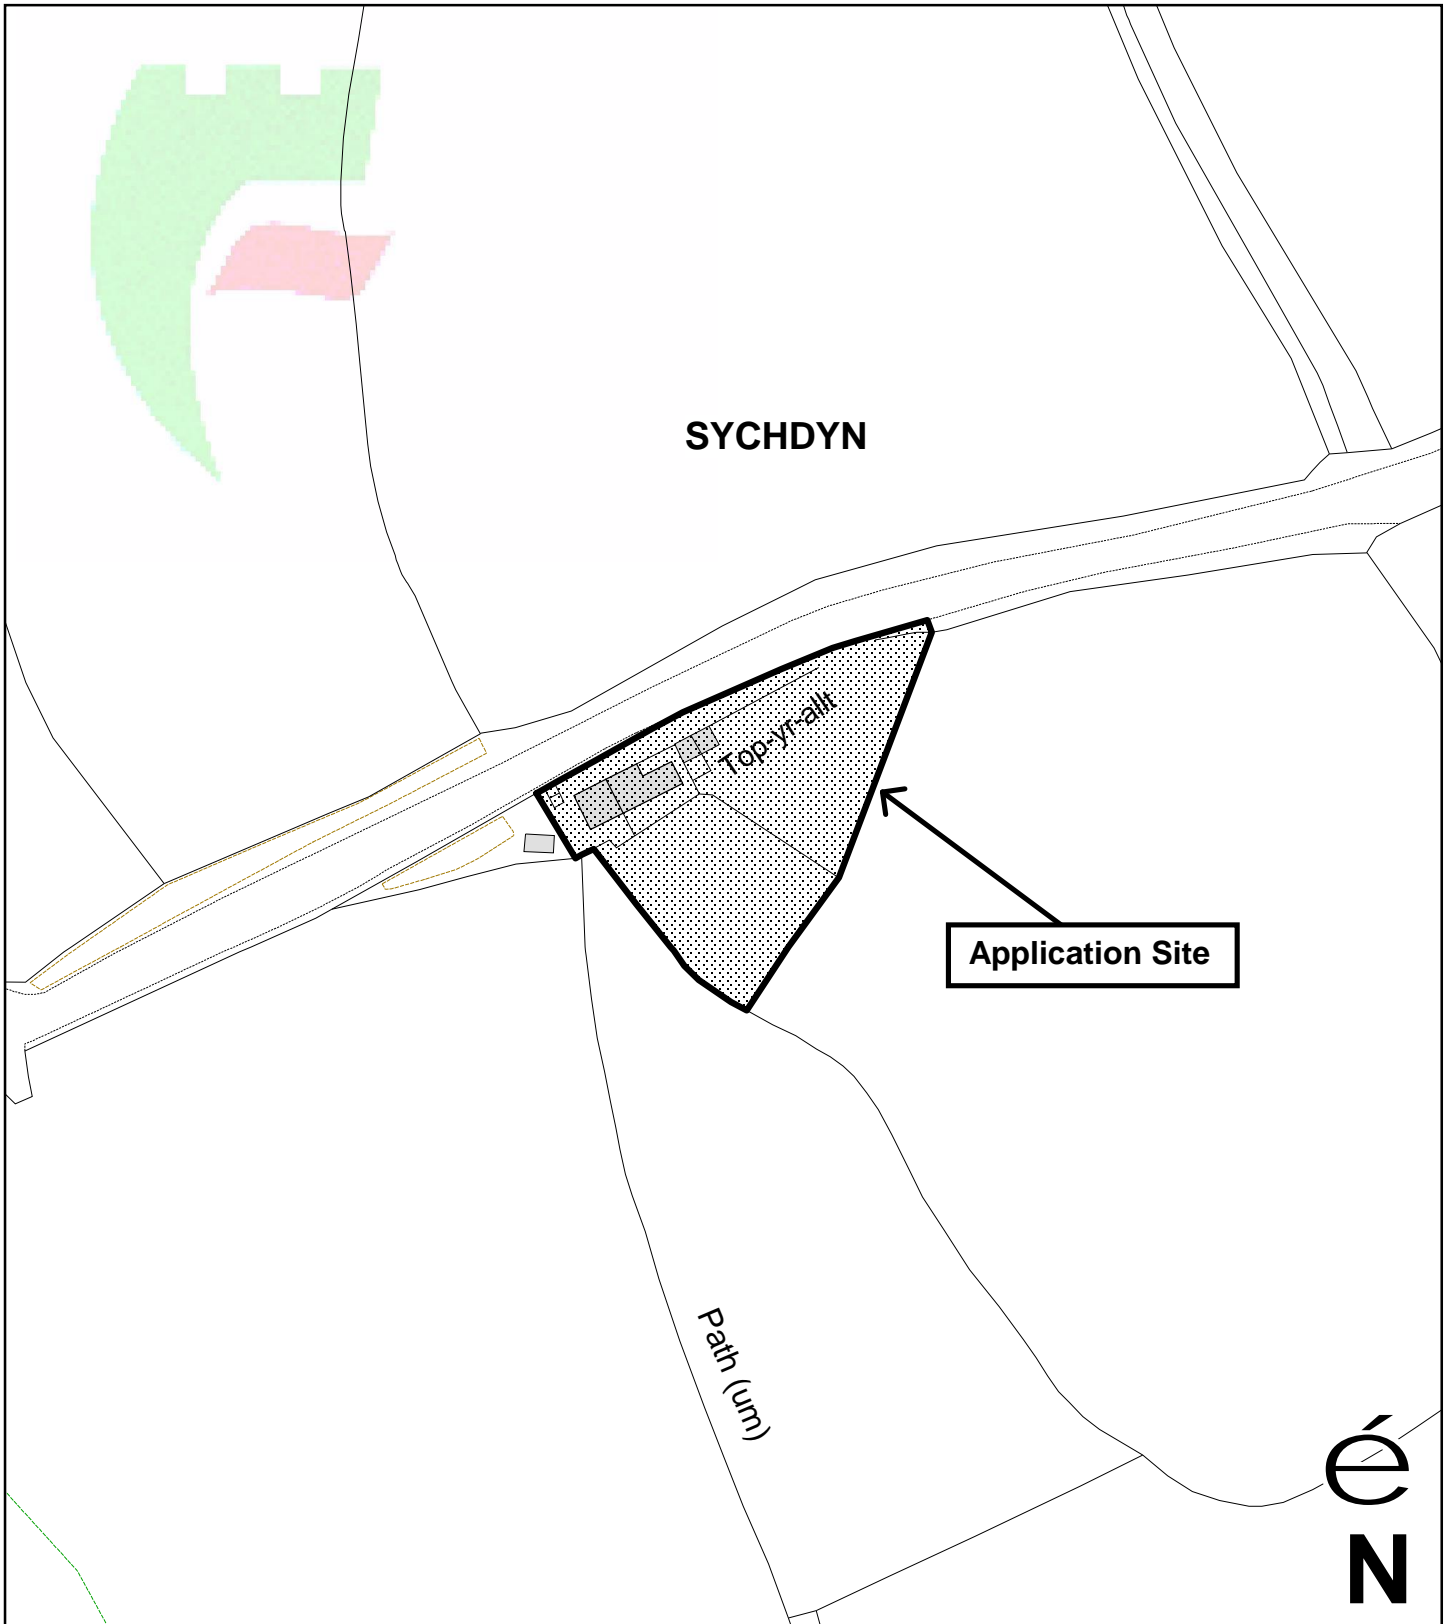 SYCHDYN
Top-yr-allt
Application Site
Path (um)
é
N